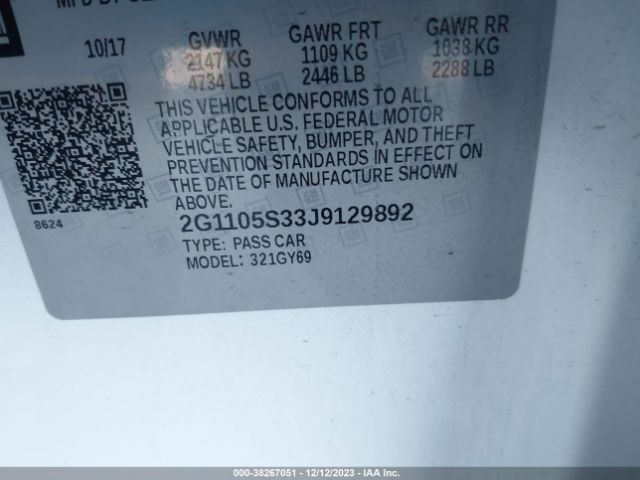 MFD BY
10/17 GVWR GAWR FRT GAWR RR
2147 KG 1109 KG 1038 KG
4734 LB 2446 LB 2288 LB
THIS VEHICLE CONFORMS TO ALL
APPLICABLE U.S. FEDERAL MOTOR
VEHICLE SAFETY, BUMPER, AND THEFT
PREVENTION STANDARDS IN EFFECT ON
THE DATE OF MANUFACTURE SHOWN
ABOVE.
8624
2G1105S33J9129892
TYPE: PASS CAR
MODEL: 321GY69
000-38267051 - 12/12/2023 - IAA Inc.